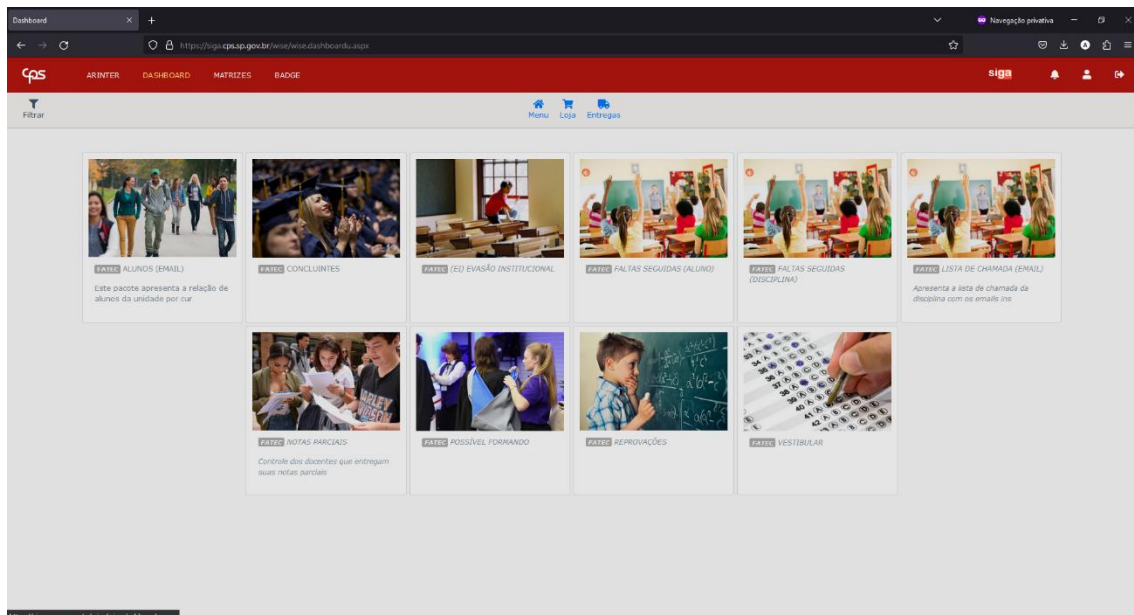 Dashboard
Navegação privativa
https://siga.cps.sp.gov.br/wise/wise.dashboardu.aspx
cps
ARINTER
DASHBOARD
MATRIZES
BADGE
siga
Filtrar
Menu
Loja
Entregas
FATEC ALUNOS (EMAIL)
Este pacote apresenta a relação de
alunos da unidade por cur
FATEC CONCLUINTES
FATEC (EI) EVASÃO INSTITUCIONAL
FATEC FALTAS SEGUIDAS (ALUNO)
FATEC FALTAS SEGUIDAS
(DISCIPLINA)
FATEC LISTA DE CHAMADA (EMAIL)
Apresenta a lista de chamada da
disciplina com os emails ins
FATEC NOTAS PARCIAIS
Controle dos docentes que entregam
suas notas parciais
FATEC POSSÍVEL FORMANDO
FATEC REPROVAÇÕES
FATEC VESTIBULAR